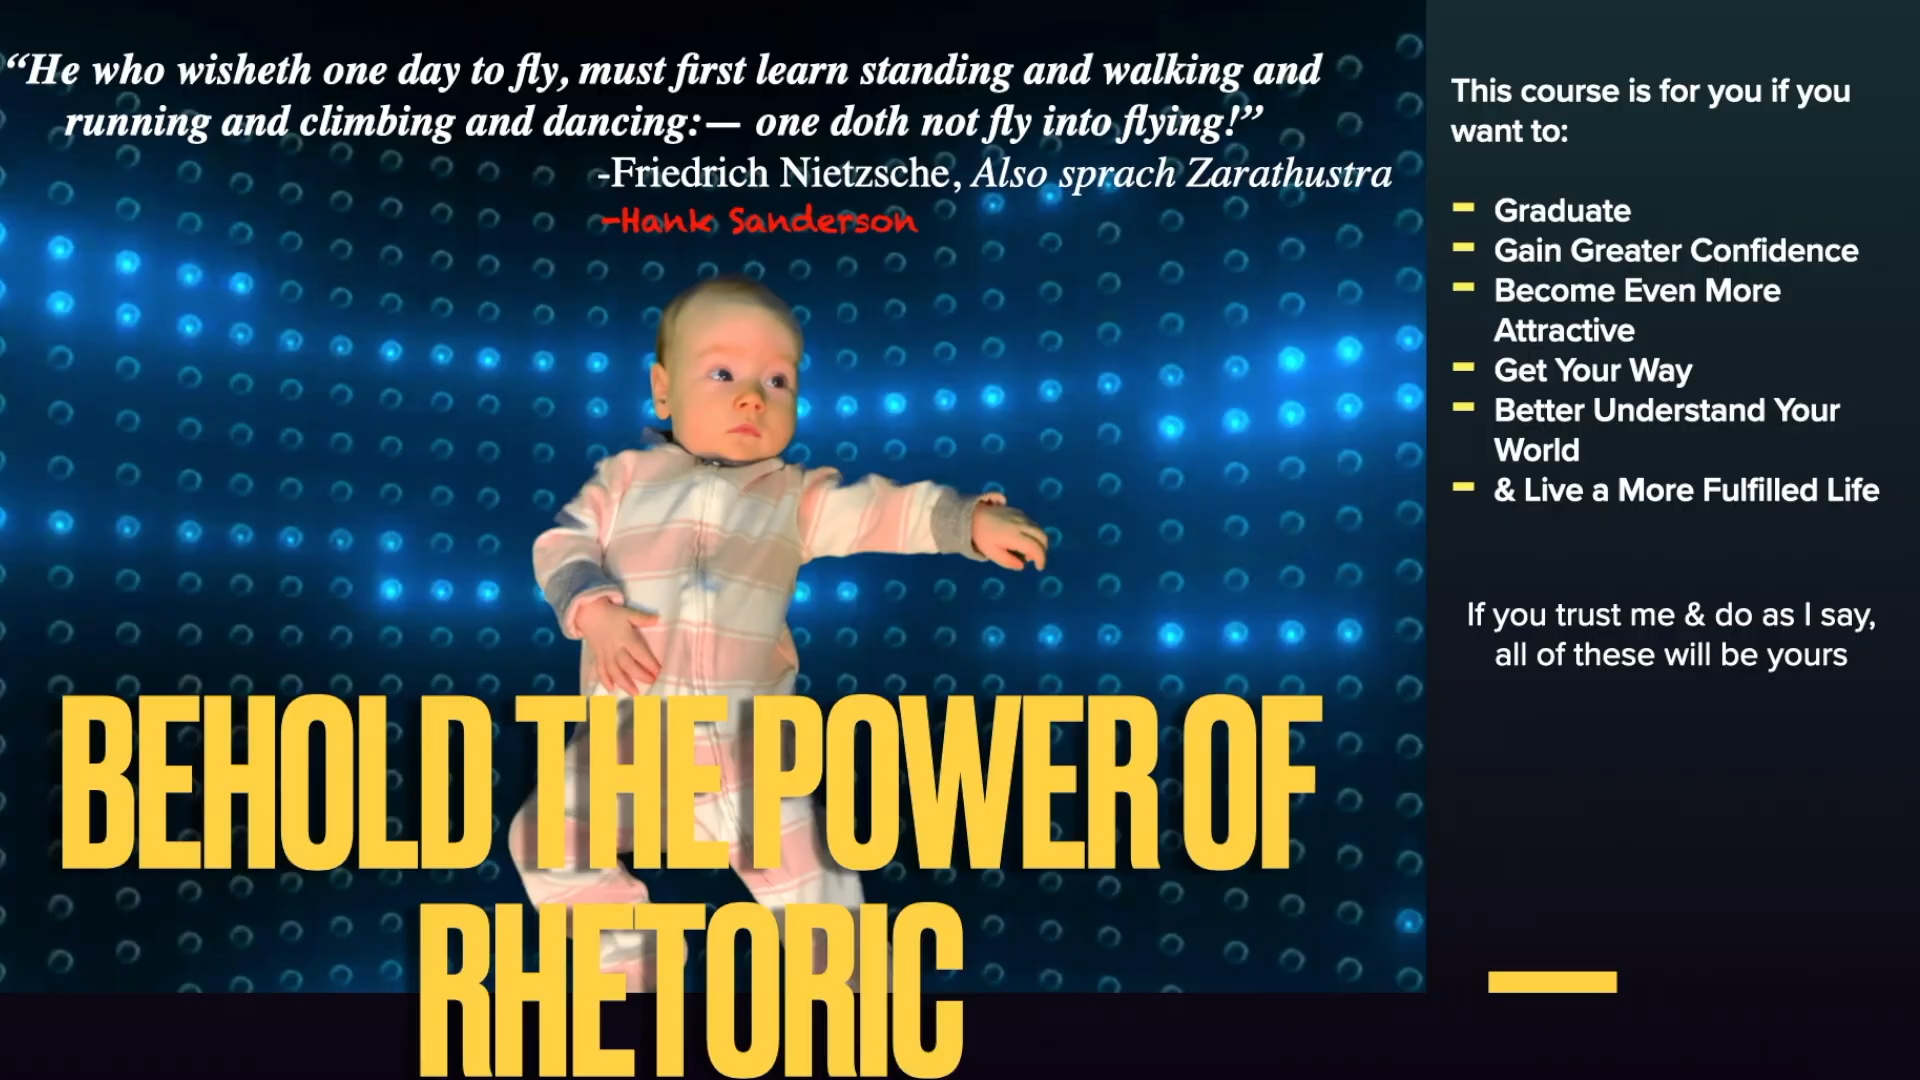 “He who wisheth one day to fly, must first learn standing and walking and
running and climbing and dancing:— one doth not fly into flying!”
-Friedrich Nietzsche, Also sprach Zarathustra
-Hank Sanderson
BEHOLD THE POWER OF
RHETORIC
This course is for you if you
want to:
Graduate
Gain Greater Confidence
Become Even More
Attractive
Get Your Way
Better Understand Your
World
& Live a More Fulfilled Life
If you trust me & do as I say,
all of these will be yours